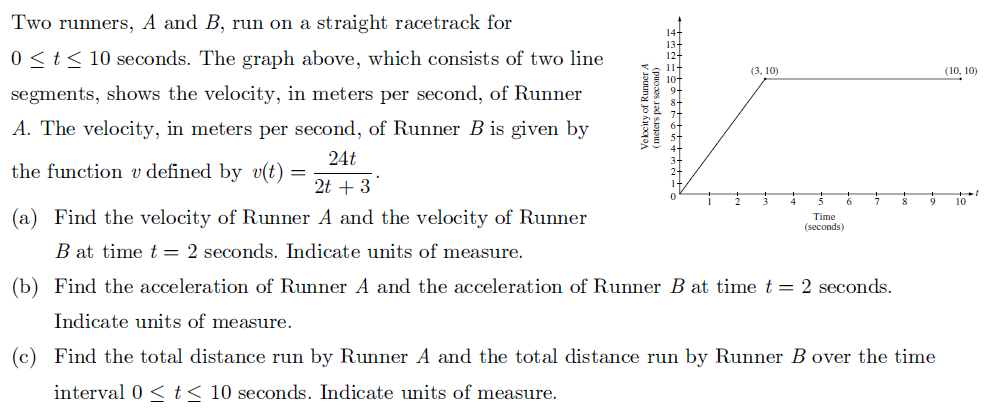 Two runners, A and B, run on a straight racetrack for
0 ≤ t ≤ 10 seconds. The graph above, which consists of two line
segments, shows the velocity, in meters per second, of Runner
A. The velocity, in meters per second, of Runner B is given by
the function v defined by v(t) = 24t / (2t + 3).
(a) Find the velocity of Runner A and the velocity of Runner
B at time t = 2 seconds. Indicate units of measure.
(b) Find the acceleration of Runner A and the acceleration of Runner B at time t = 2 seconds.
Indicate units of measure.
(c) Find the total distance run by Runner A and the total distance run by Runner B over the time
interval 0 ≤ t ≤ 10 seconds. Indicate units of measure.
Velocity of Runner A
(meters per second)
14
13
12
11
10
9
8
7
6
5
4
3
2
1
0
(3, 10)
(10, 10)
1 2 3 4 5 6 7 8 9 10 t
Time
(seconds)